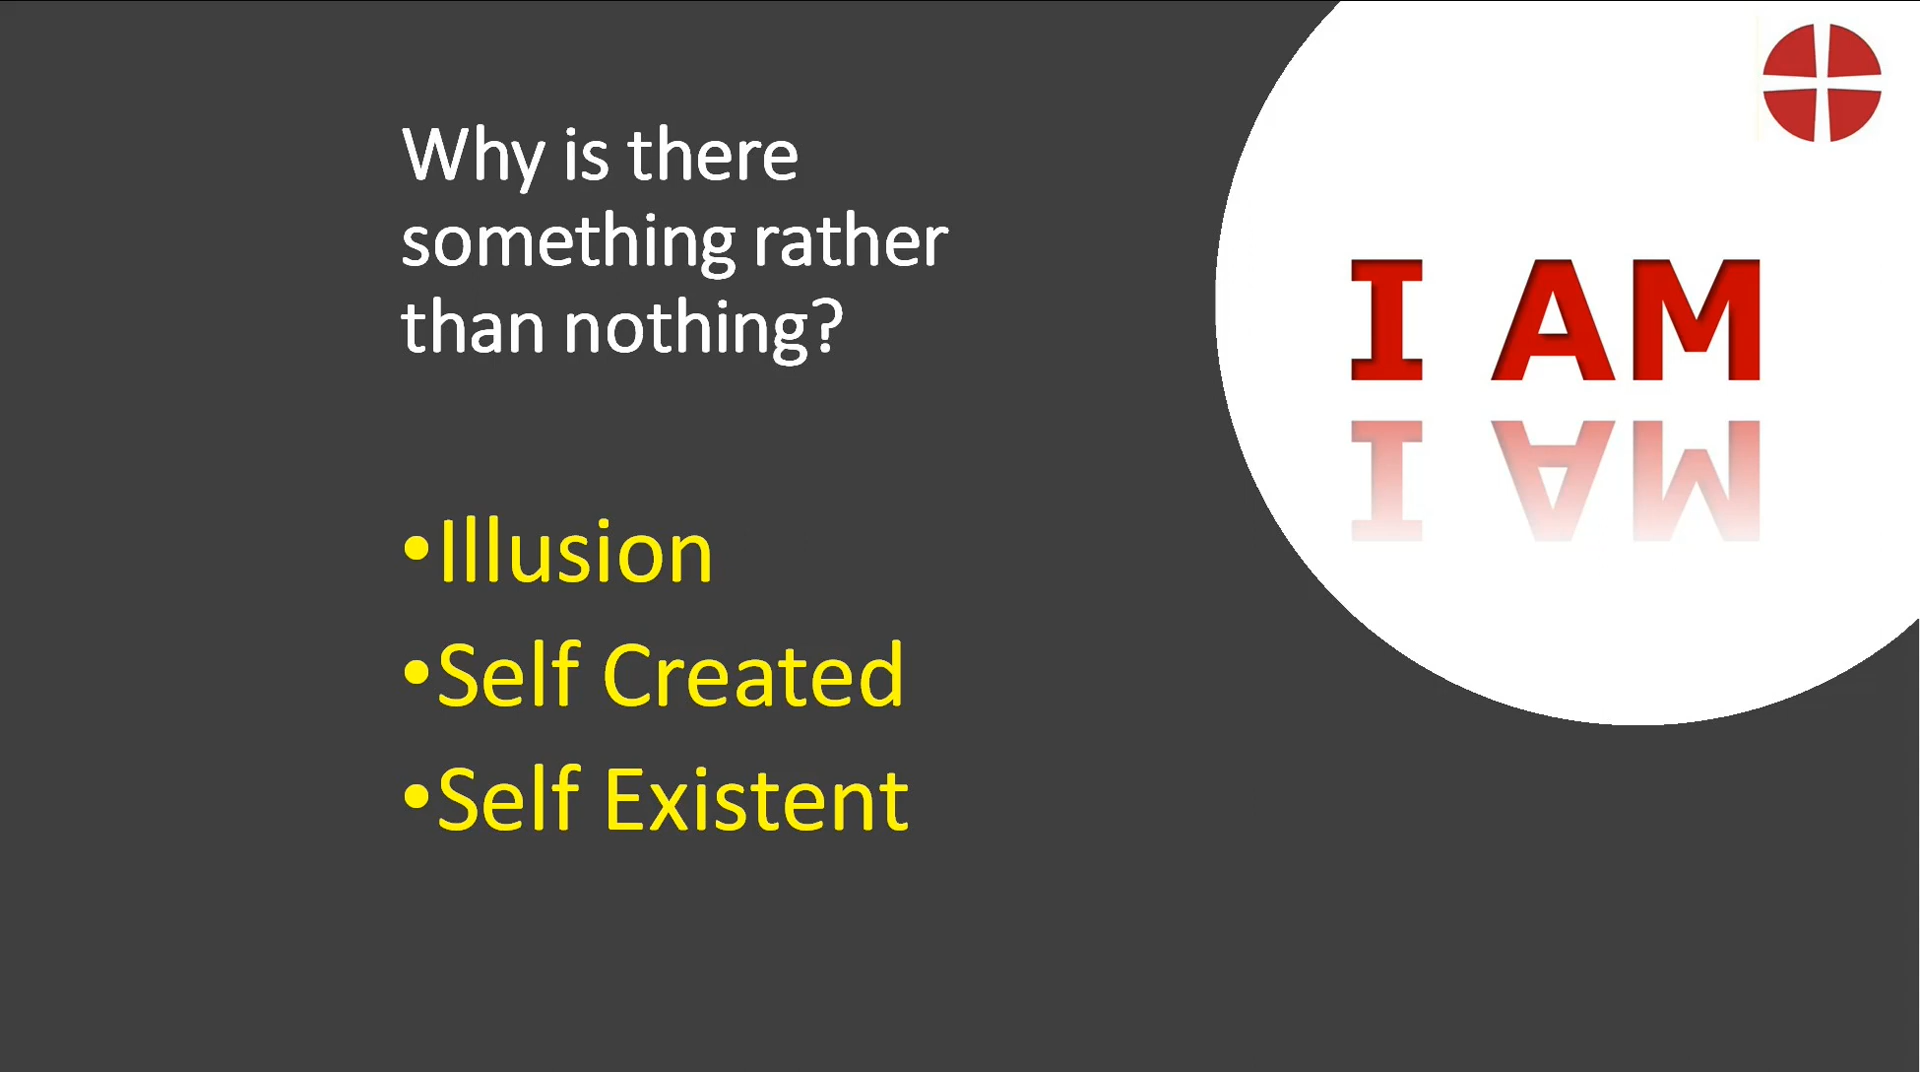 Why is there
something rather
than nothing?
•Illusion
•Self Created
•Self Existent
I AM
I AM